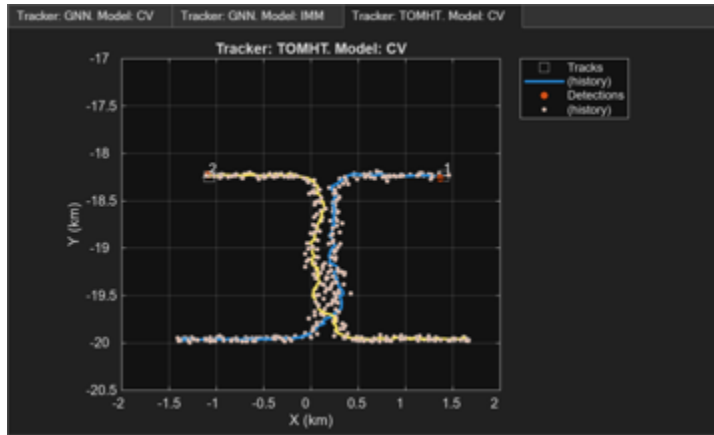 Tracker: GNN. Model: CV
Tracker: GNN. Model: IMM
Tracker: TOMHT. Model: CV
Tracker: TOMHT. Model: CV
-17
-17.5
-18
-18.5
-19
-19.5
-20
-20.5
Y (km)
2
1
-2
-1.5
-1
-0.5
0
0.5
1
1.5
2
X (km)
Tracks
(history)
Detections
(history)